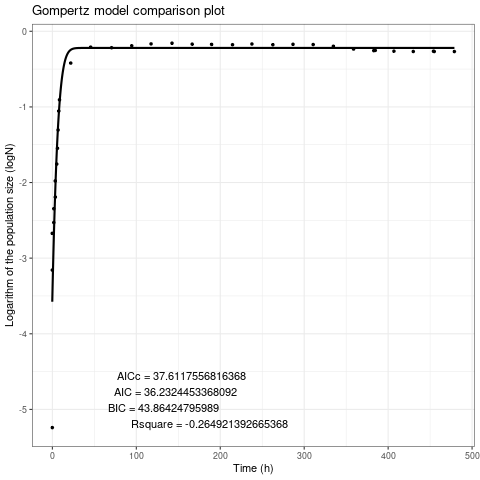 Gompertz model comparison plot
Logarithm of the population size (logN)
0
-1
-2
-3
-4
-5
AICc = 37.6117556816368
AIC = 36.2324453368092
BIC = 43.86424795989
Rsquare = -0.264921392665368
0 100 200 300 400 500
Time (h)